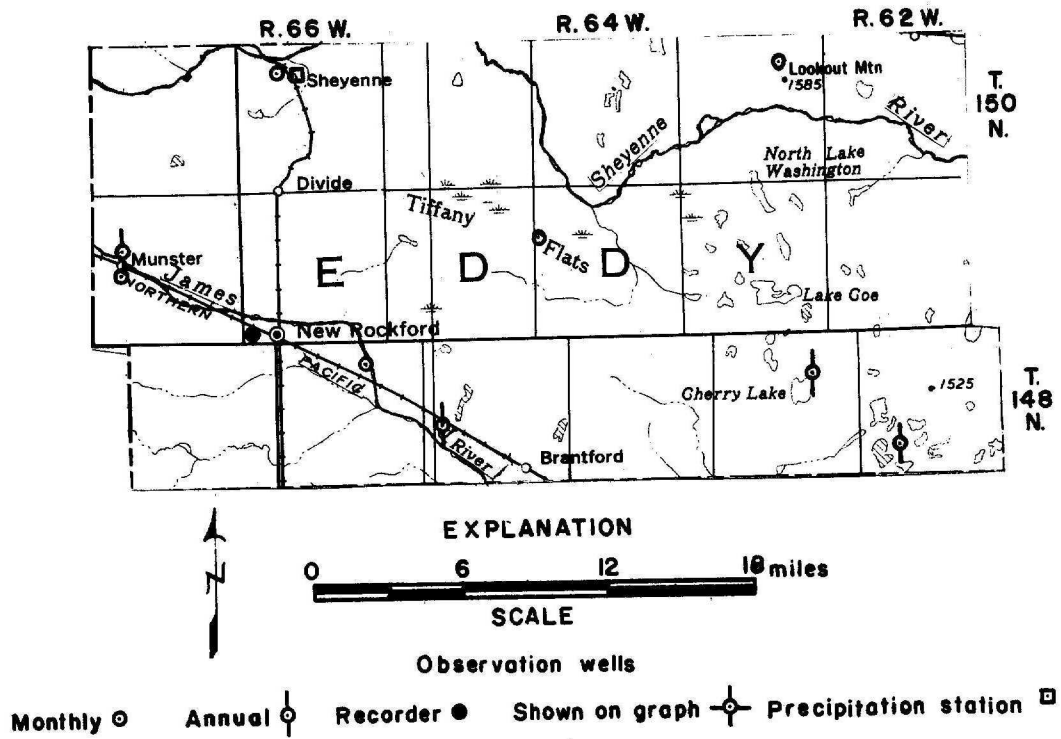 R. 66 W. R. 64 W. R. 62 W.
Sheyenne
Lookout Mtn
1585
T.
150
N.
River
Sheyenne
North Lake
Washington
Divide
Tiffany
Flats
Munster
James
E D D Y
NORTHERN
Lake Goe
New Rockford
PACIFIC
Cherry Lake
1525
T.
148
N.
River
Brantford
EXPLANATION
0 6 12 18 miles
SCALE
N
Observation wells
Monthly Annual Recorder Shown on graph Precipitation station